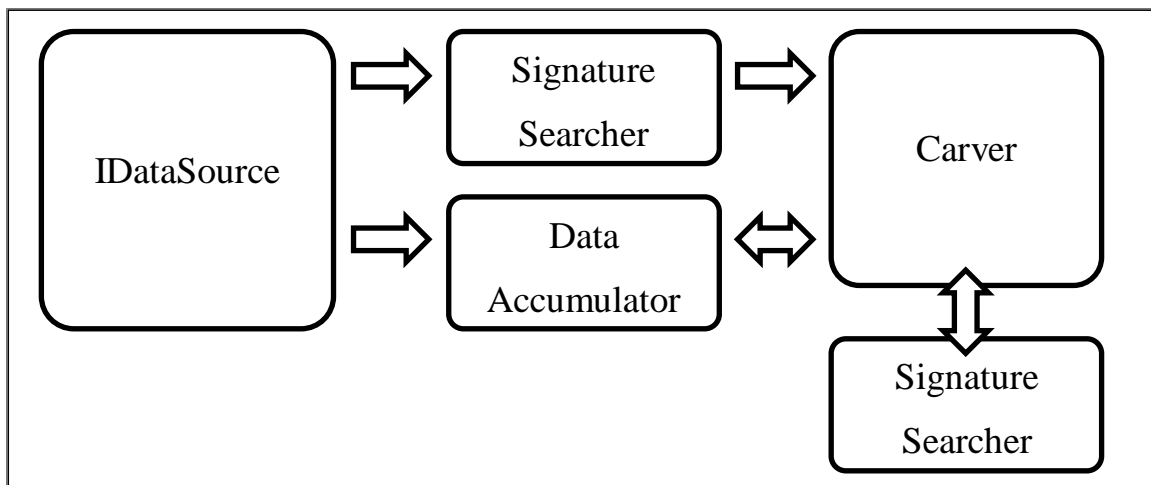 IDataSource
Signature
Searcher
Data
Accumulator
Carver
Signature
Searcher